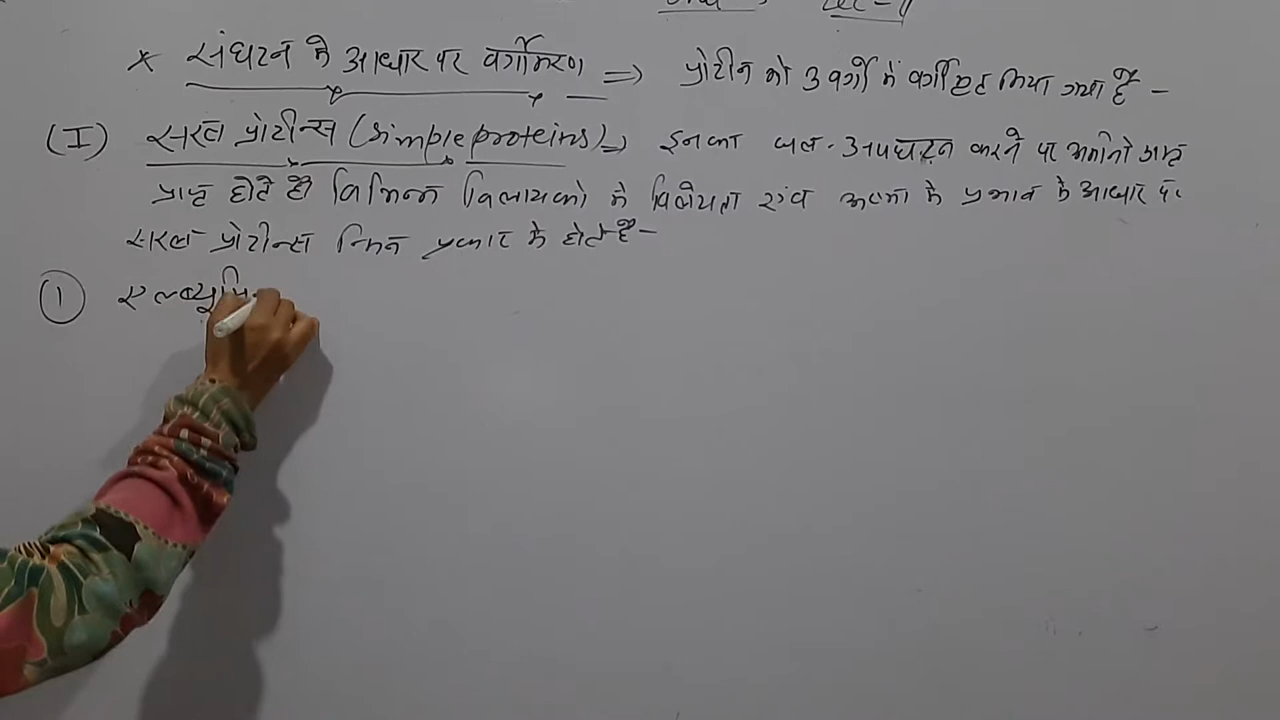 * संघटन के आधार पर वर्गीकरण => प्रोटीन को 3 वर्गों में वर्गीकृत किया गया है -
(I) सरल प्रोटीन्स (simple proteins) => इनका जल-अपघटन करने पर अमीनो अम्ल
प्राप्त होते हैं विभिन्न विलायको मे विलेयता एवं ऊष्मा के प्रभाव के आधार पर
सरल प्रोटीन्स निम्न प्रकार के होते है -
① एल्ब्यूमि